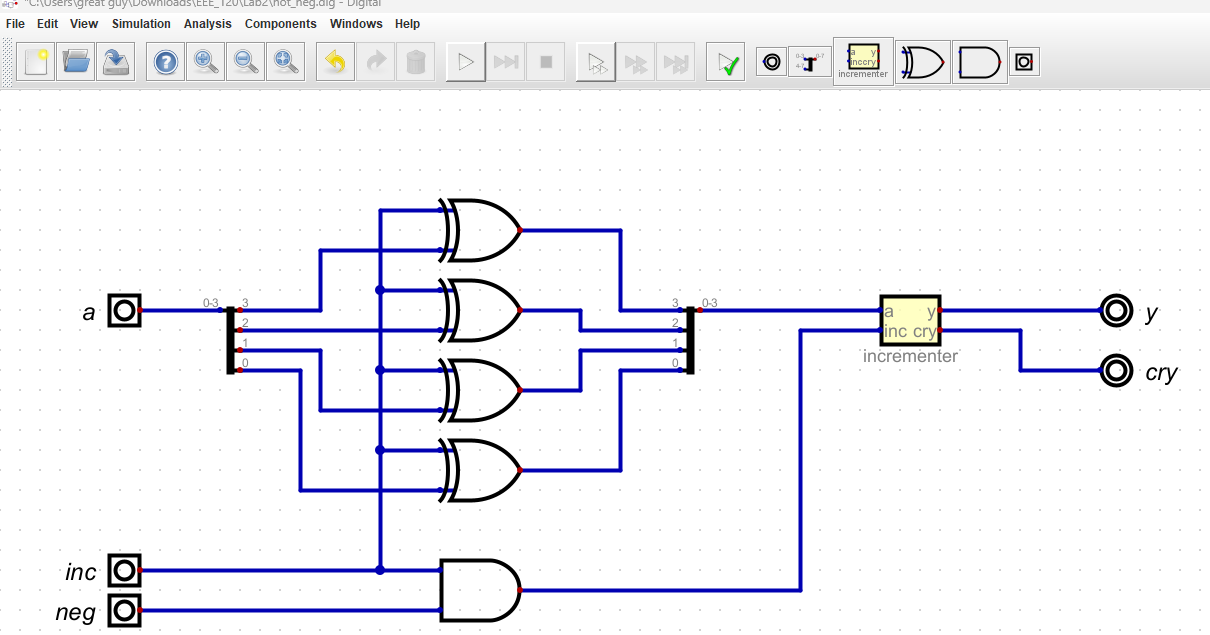 "C:\Users\great guy\Downloads\EEE_120\Lab2\not_neg.dig - Digital
File Edit View Simulation Analysis Components Windows Help
a y
inc cry
incrementer
a
0-3
3
2
1
0
3
2
1
0
0-3
a y
inc cry
incrementer
y
cry
inc
neg